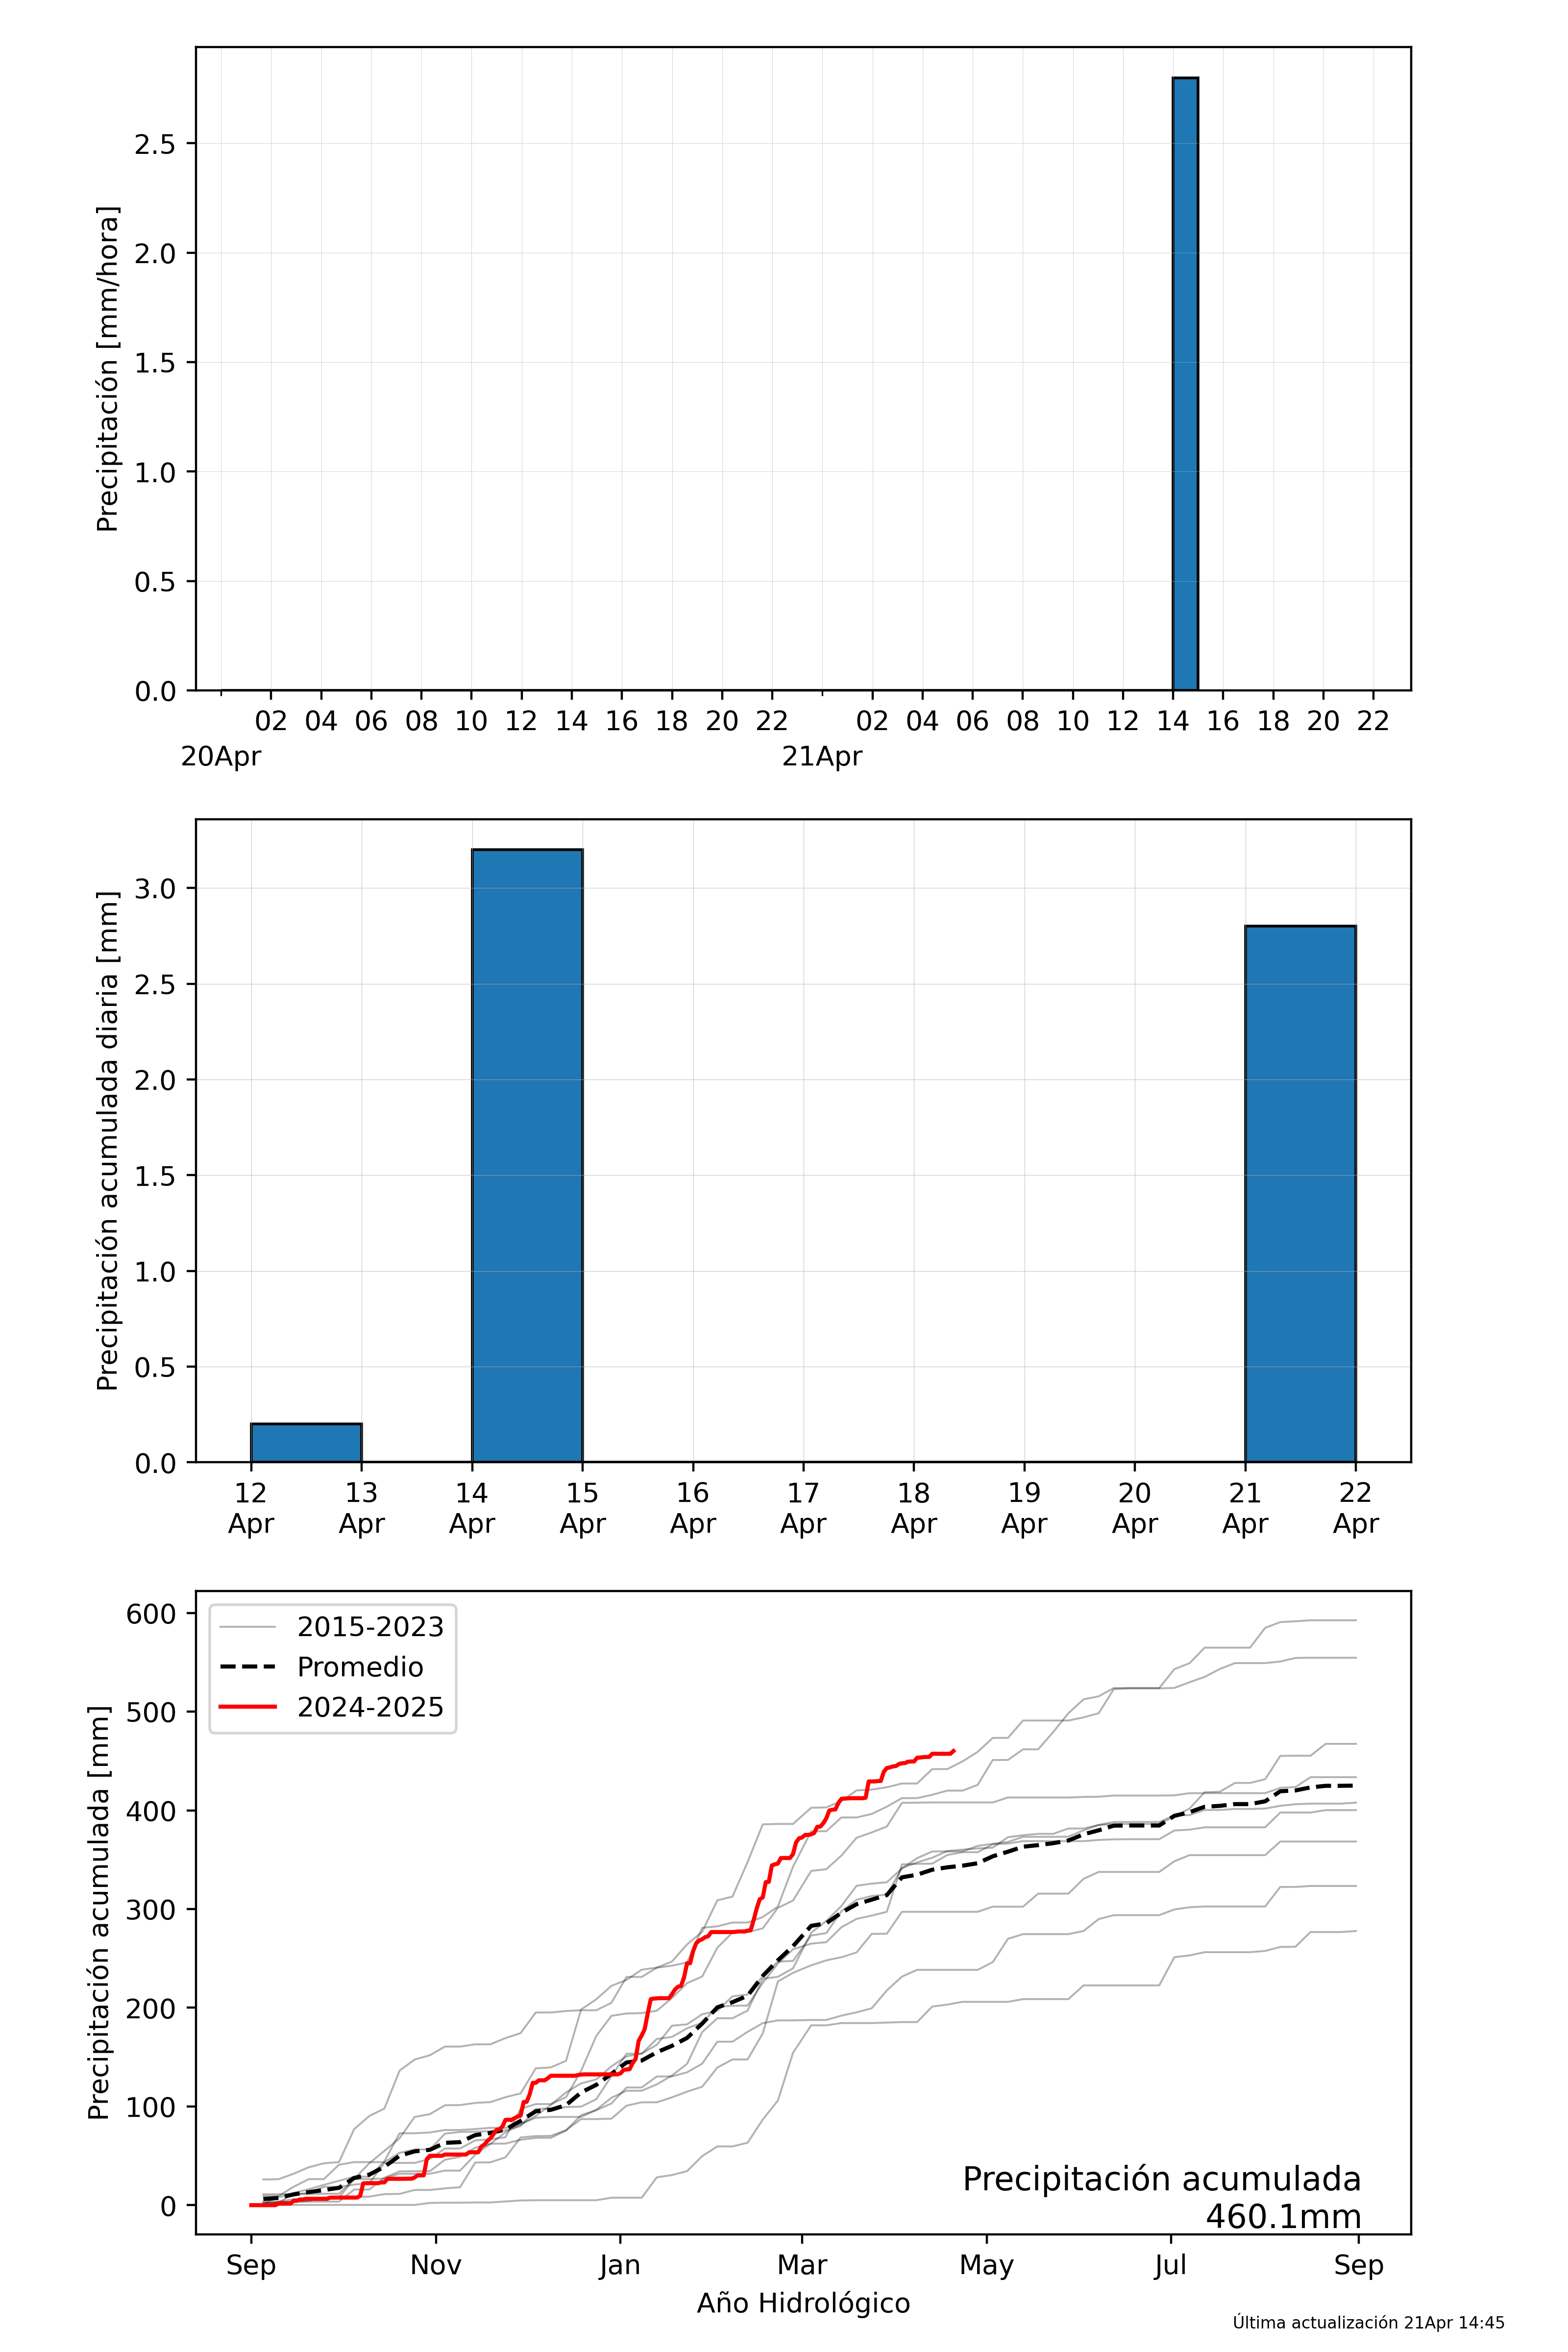 Precipitación [mm/hora]
2.5
2.0
1.5
1.0
0.5
0.0
02 04 06 08 10 12 14 16 18 20 22 02 04 06 08 10 12 14 16 18 20 22
20Apr 21Apr
Precipitación acumulada diaria [mm]
3.0
2.5
2.0
1.5
1.0
0.5
0.0
12 13 14 15 16 17 18 19 20 21 22
Apr Apr Apr Apr Apr Apr Apr Apr Apr Apr Apr
Precipitación acumulada [mm]
600
500
400
300
200
100
0
2015-2023
Promedio
2024-2025
Precipitación acumulada
460.1mm
Sep Nov Jan Mar May Jul Sep
Año Hidrológico
Última actualización 21Apr 14:45